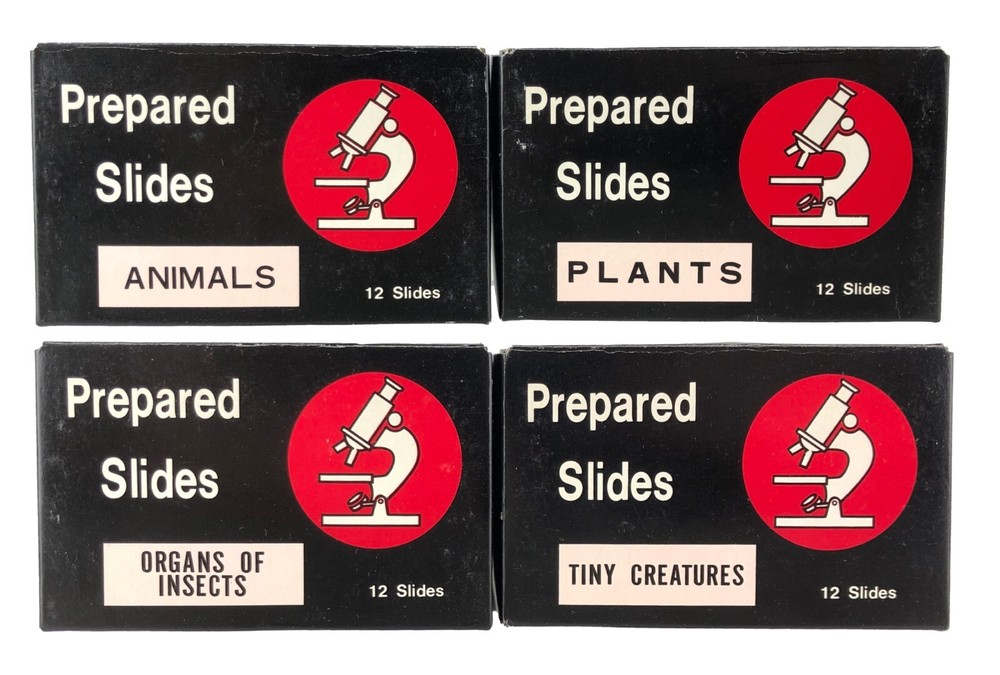 Prepared
Slides
ANIMALS
12 Slides
Prepared
Slides
PLANTS
12 Slides
Prepared
Slides
ORGANS OF
INSECTS
12 Slides
Prepared
Slides
TINY CREATURES
12 Slides